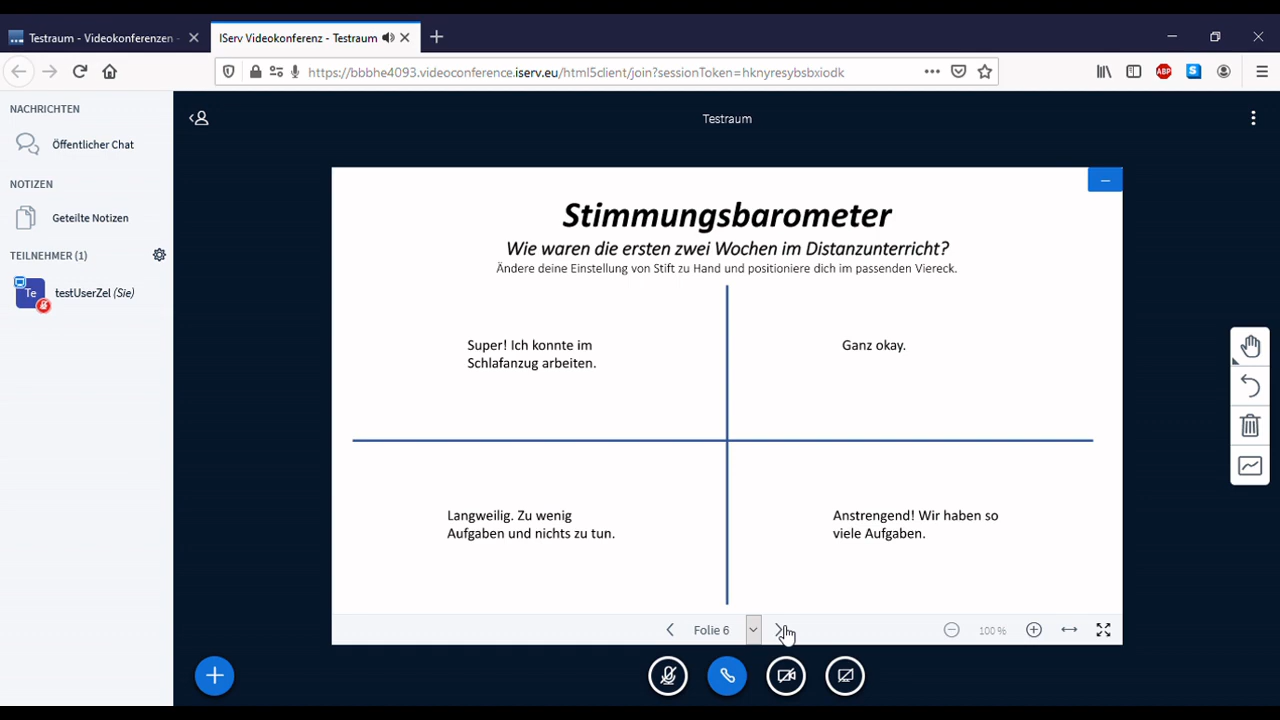 Testraum - Videokonferenzen -
IServ Videokonferenz - Testraum
https://bbbhe4093.videoconference.iserv.eu/html5client/join?sessionToken=hknyresybsbxiodk
ABP
S
NACHRICHTEN
Öffentlicher Chat
NOTIZEN
Geteilte Notizen
TEILNEHMER (1)
Te
testUserZel (Sie)
Testraum
Stimmungsbarometer
Wie waren die ersten zwei Wochen im Distanzunterricht?
Ändere deine Einstellung von Stift zu Hand und positioniere dich im passenden Viereck.
Super! Ich konnte im
Schlafanzug arbeiten.
Ganz okay.
Langweilig. Zu wenig
Aufgaben und nichts zu tun.
Anstrengend! Wir haben so
viele Aufgaben.
Folie 6
100 %